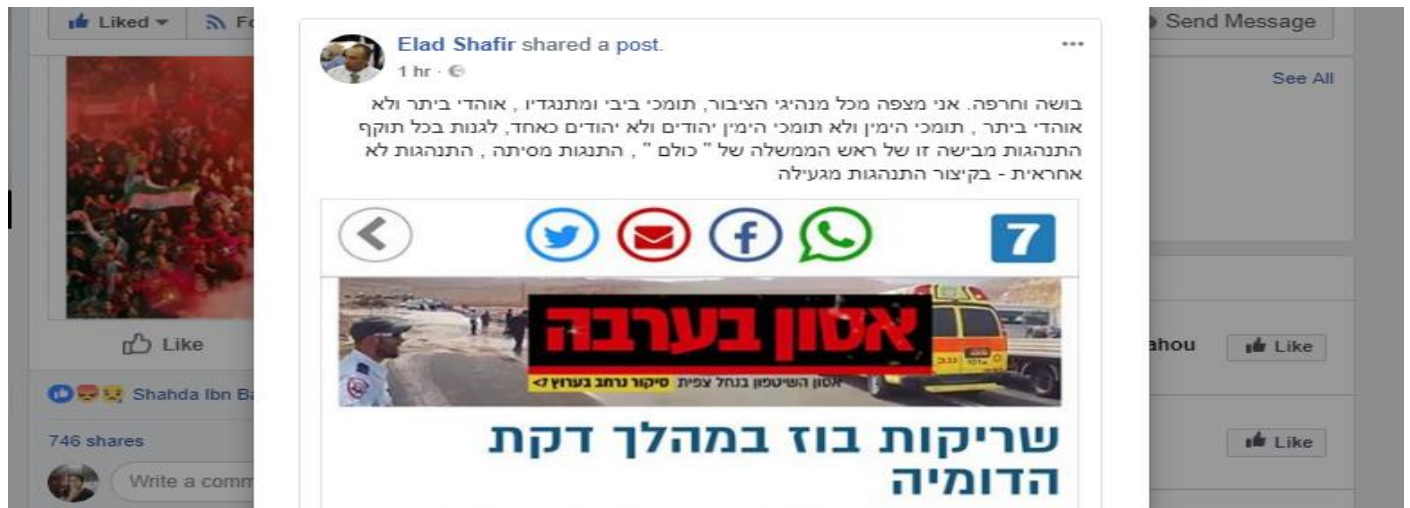 Liked
Send Message
See All
Elad Shafir shared a post.
1 hr
בושה וחרפה. אני מצפה מכל מנהיגי הציבור, תומכי ביבי ומתנגדיו , אוהדי ביתר ולא
אוהדי ביתר , תומכי הימין ולא תומכי הימין יהודים ולא יהודים כאחד, לגנות בכל תוקף
התנהגות מבישה זו של ראש הממשלה של " כולם " , התנגות מסיתה , התנהגות לא
אחראית - בקיצור התנהגות מגעילה
7
אסון בערבה
אסון השיטפון בנחל צפית סיקור נרחב בערוץ 7>
שריקות בוז במהלך דקת
הדומיה
Like
Shahda Ibn
746 shares
Write a
Like
Like